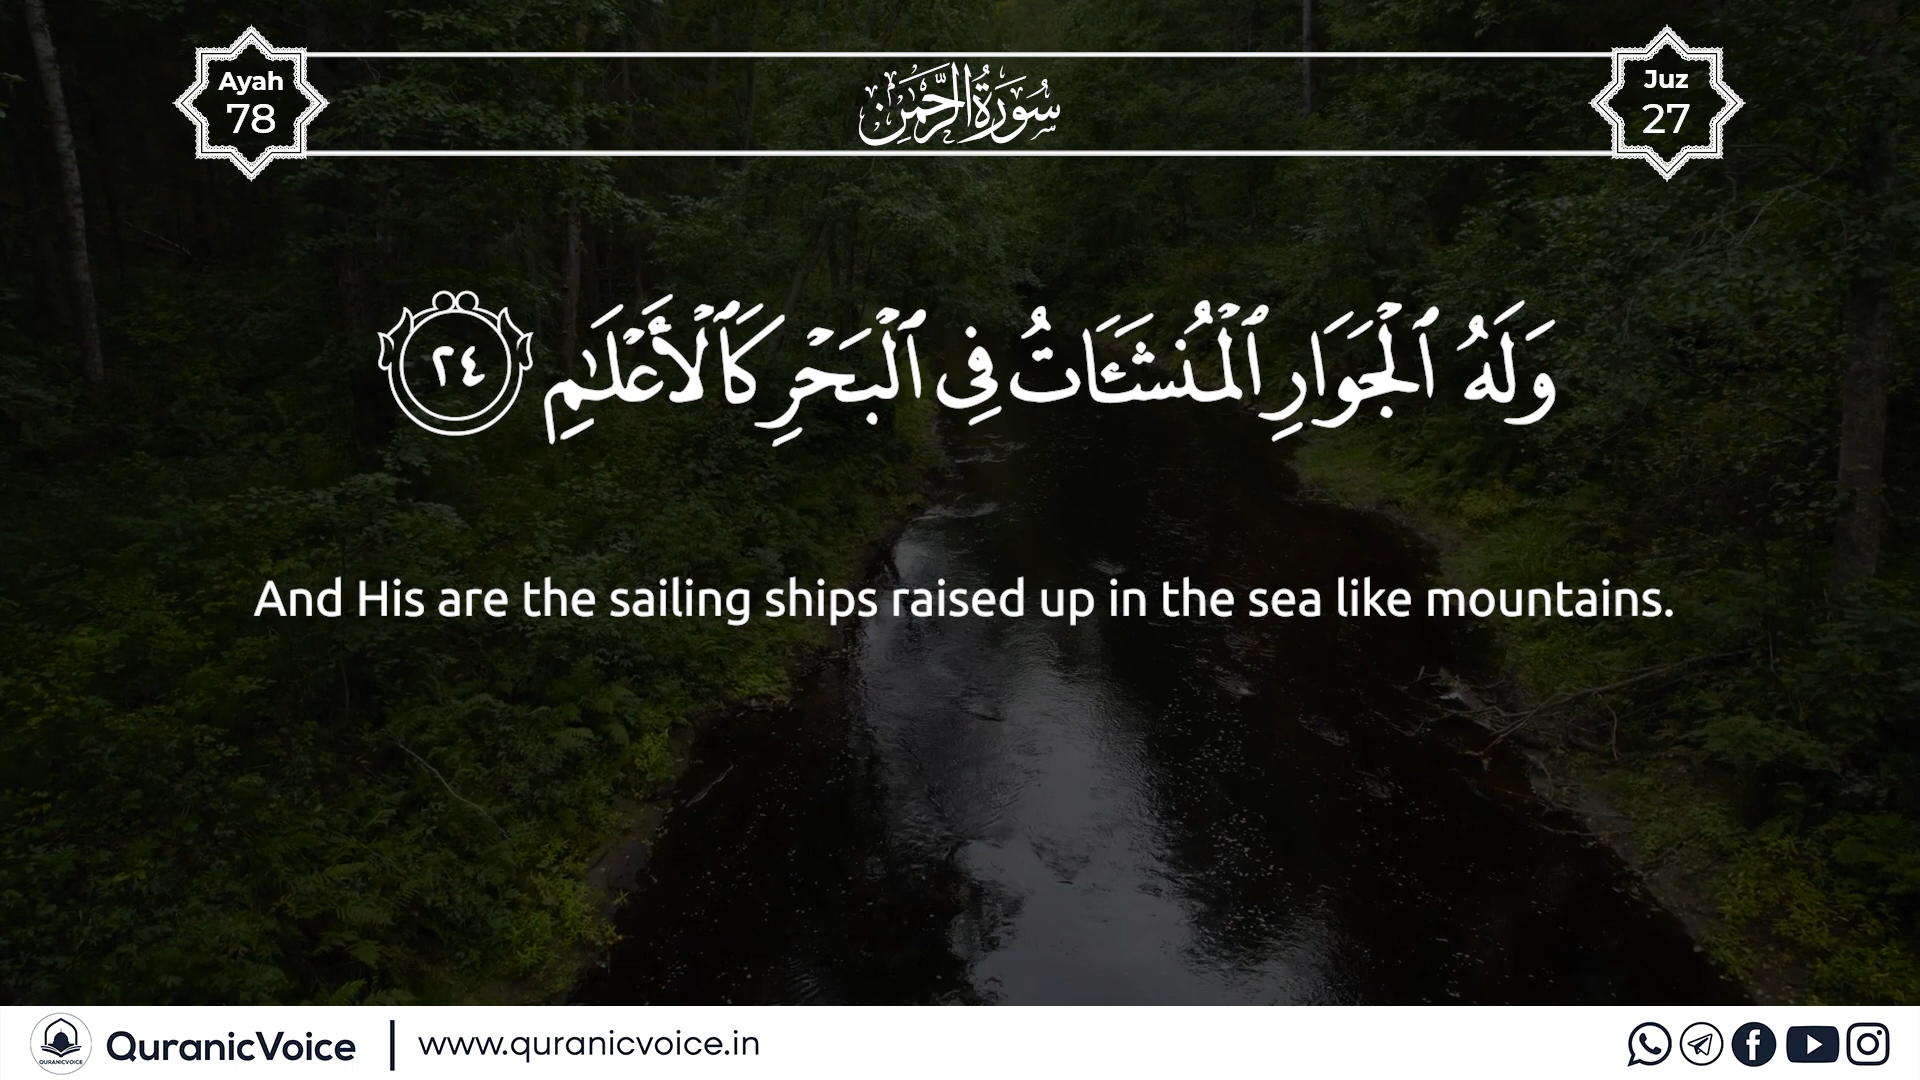 Ayah
78
سُورَةُ الرَّحْمَٰن
Juz
27
وَلَهُ ٱلْجَوَارِ ٱلْمُنشَـَٔاتُ فِى ٱلْبَحْرِ كَٱلْأَعْلَـٰمِ ٢٤
And His are the sailing ships raised up in the sea like mountains.
QURANICVOICE
QuranicVoice | www.quranicvoice.in